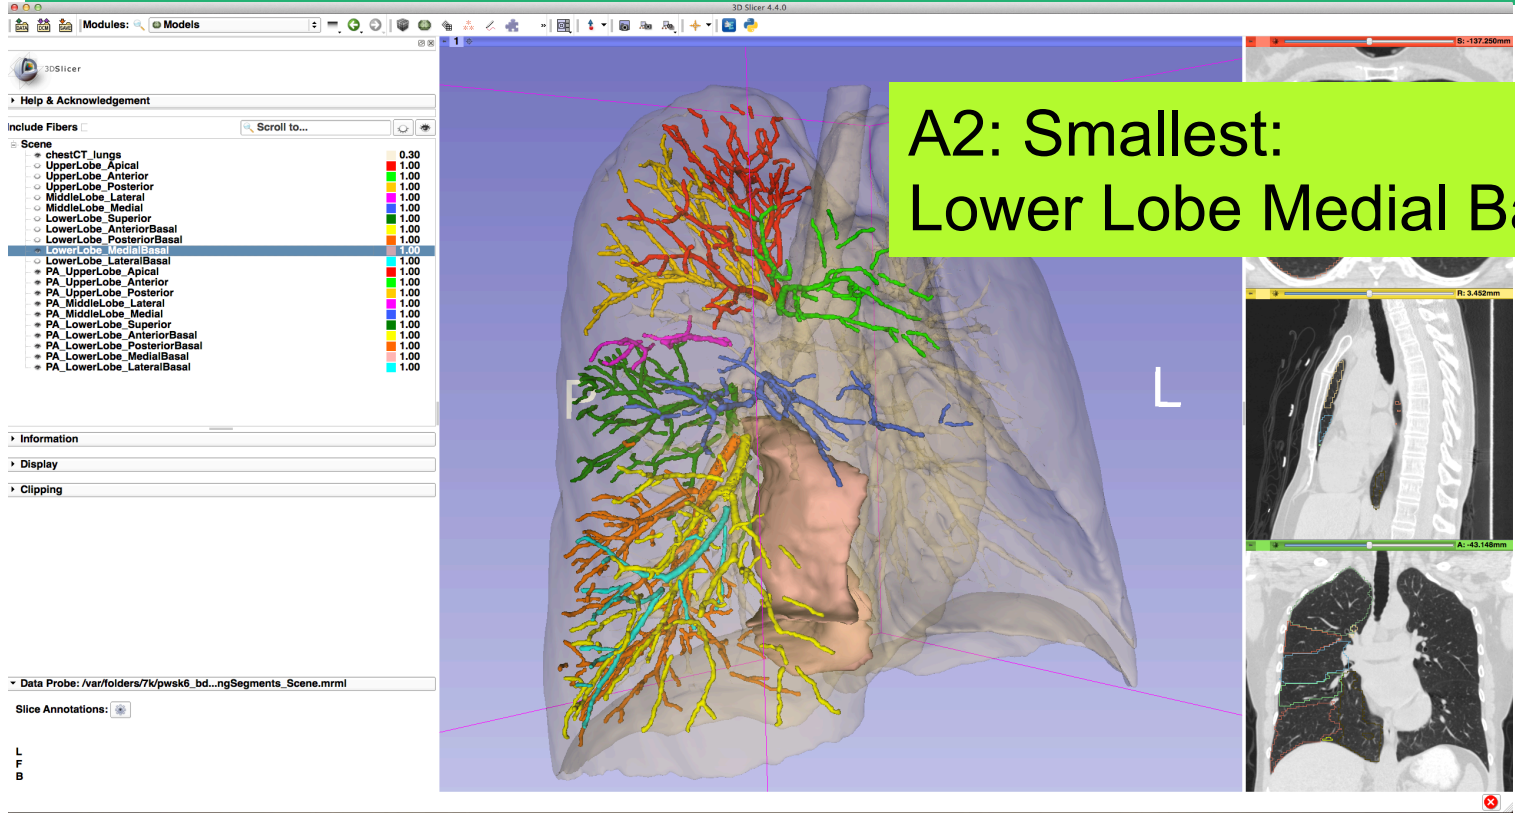 3D Slicer 4.4.0
DATA DCM SAVE Modules: Models
1
S: -137.250mm
3DSlicer
Help & Acknowledgement
Include Fibers Scroll to...
Scene
chestCT_lungs 0.30
UpperLobe_Apical 1.00
UpperLobe_Anterior 1.00
UpperLobe_Posterior 1.00
MiddleLobe_Lateral 1.00
MiddleLobe_Medial 1.00
LowerLobe_Superior 1.00
LowerLobe_AnteriorBasal 1.00
LowerLobe_PosteriorBasal 1.00
LowerLobe_MedialBasal 1.00
LowerLobe_LateralBasal 1.00
PA_UpperLobe_Apical 1.00
PA_UpperLobe_Anterior 1.00
PA_UpperLobe_Posterior 1.00
PA_MiddleLobe_Lateral 1.00
PA_MiddleLobe_Medial 1.00
PA_LowerLobe_Superior 1.00
PA_LowerLobe_AnteriorBasal 1.00
PA_LowerLobe_PosteriorBasal 1.00
PA_LowerLobe_MedialBasal 1.00
PA_LowerLobe_LateralBasal 1.00
Information
Display
Clipping
Data Probe: /var/folders/7k/pwsk6_bd...ngSegments_Scene.mrml
Slice Annotations:
L
F
B
A2: Smallest:
Lower Lobe Medial Ba
L
R: 3.452mm
A: -43.148mm